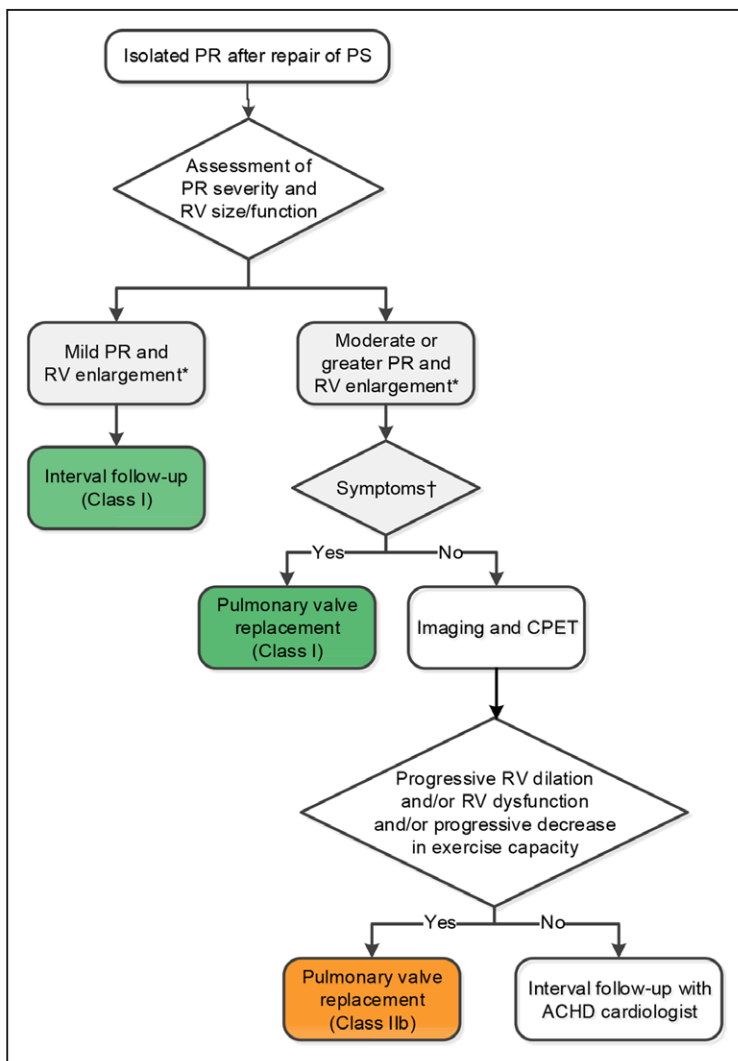 Isolated PR after repair of PS
Assessment of
PR severity and
RV size/function
Mild PR and
RV enlargement*
Moderate or
greater PR and
RV enlargement*
Interval follow-up
(Class I)
Symptoms†
Yes
No
Pulmonary valve
replacement
(Class I)
Imaging and CPET
Progressive RV dilation
and/or RV dysfunction
and/or progressive decrease
in exercise capacity
Yes
No
Pulmonary valve
replacement
(Class IIb)
Interval follow-up with
ACHD cardiologist